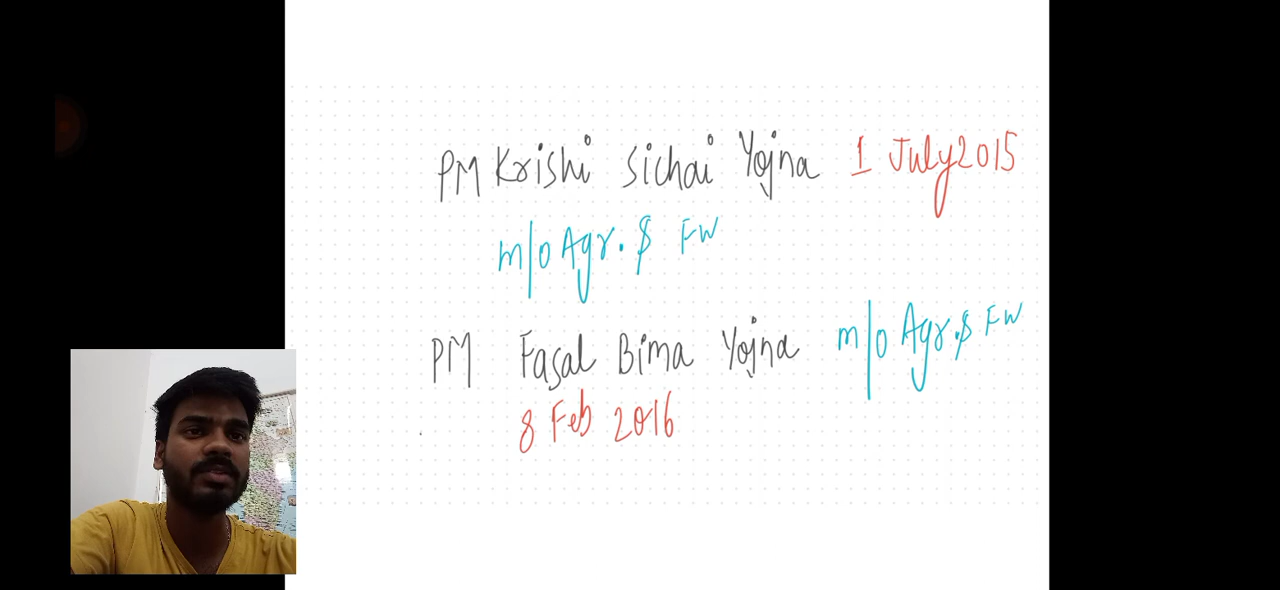 PM Krishi Sichai Yojna 1 July 2015
m/o Agr. & FW
PM Fasal Bima Yojna m/o Agr. & FW
8 Feb 2016